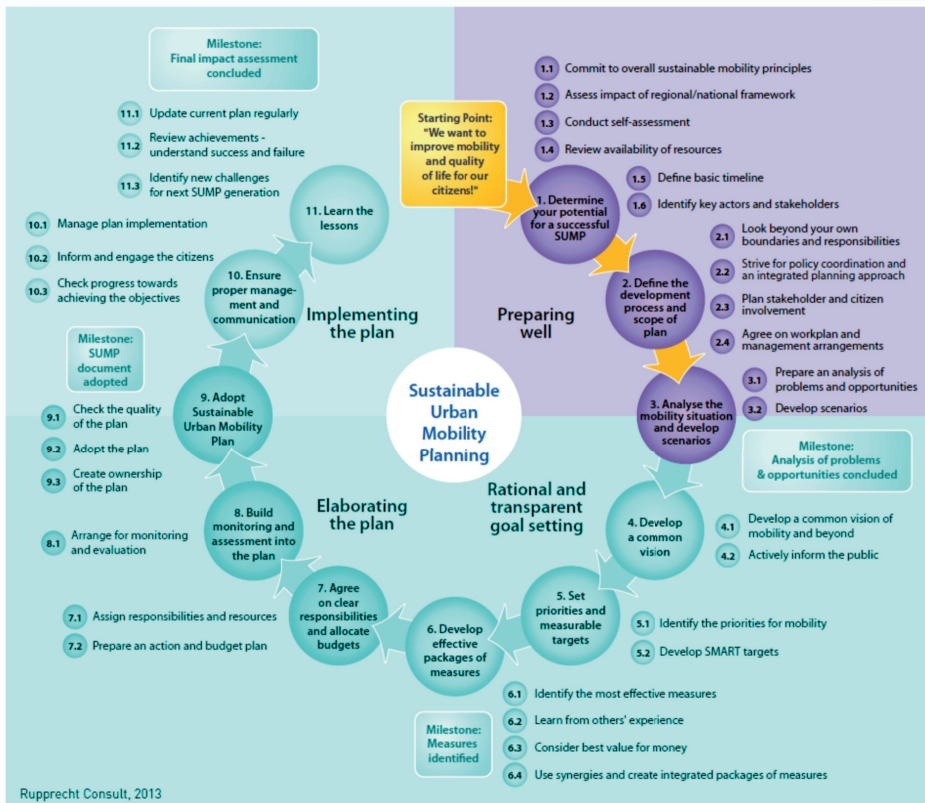 Milestone:
Final impact assessment
concluded
11.1 Update current plan regularly
11.2 Review achievements -
understand success and failure
11.3 Identify new challenges
for next SUMP generation
Starting Point:
"We want to
improve mobility
and quality
of life for our
citizens!"
1.1 Commit to overall sustainable mobility principles
1.2 Assess impact of regional/national framework
1.3 Conduct self-assessment
1.4 Review availability of resources
1.5 Define basic timeline
1.6 Identify key actors and stakeholders
1. Determine
your potential
for a successful
SUMP
2.1 Look beyond your own
boundaries and responsibilities
2.2 Strive for policy coordination and
an integrated planning approach
2.3 Plan stakeholder and citizen
involvement
2.4 Agree on workplan and
management arrangements
2. Define the
development
process and
scope of
plan
3.1 Prepare an analysis of
problems and opportunities
3.2 Develop scenarios
3. Analyse the
mobility situation
and develop
scenarios
Milestone:
Analysis of problems
& opportunities concluded
Preparing
well
Sustainable
Urban
Mobility
Planning
Rational and
transparent
goal setting
4. Develop
a common
vision
4.1 Develop a common vision of
mobility and beyond
4.2 Actively inform the public
5. Set
priorities and
measurable
targets
5.1 Identify the priorities for mobility
5.2 Develop SMART targets
6. Develop
effective
packages of
measures
6.1 Identify the most effective measures
6.2 Learn from others' experience
6.3 Consider best value for money
6.4 Use synergies and create integrated packages of measures
Milestone:
Measures
identified
Elaborating
the plan
7. Agree
on clear
responsibilities
and allocate
budgets
7.1 Assign responsibilities and resources
7.2 Prepare an action and budget plan
8. Build
monitoring and
assessment into
the plan
8.1 Arrange for monitoring
and evaluation
9. Adopt
Sustainable
Urban Mobility
Plan
9.1 Check the quality
of the plan
9.2 Adopt the plan
9.3 Create ownership
of the plan
Milestone:
SUMP
document
adopted
Implementing
the plan
10. Ensure
proper manage-
ment and
communication
10.1 Manage plan implementation
10.2 Inform and engage the citizens
10.3 Check progress towards
achieving the objectives
11. Learn the
lessons
Rupprecht Consult, 2013